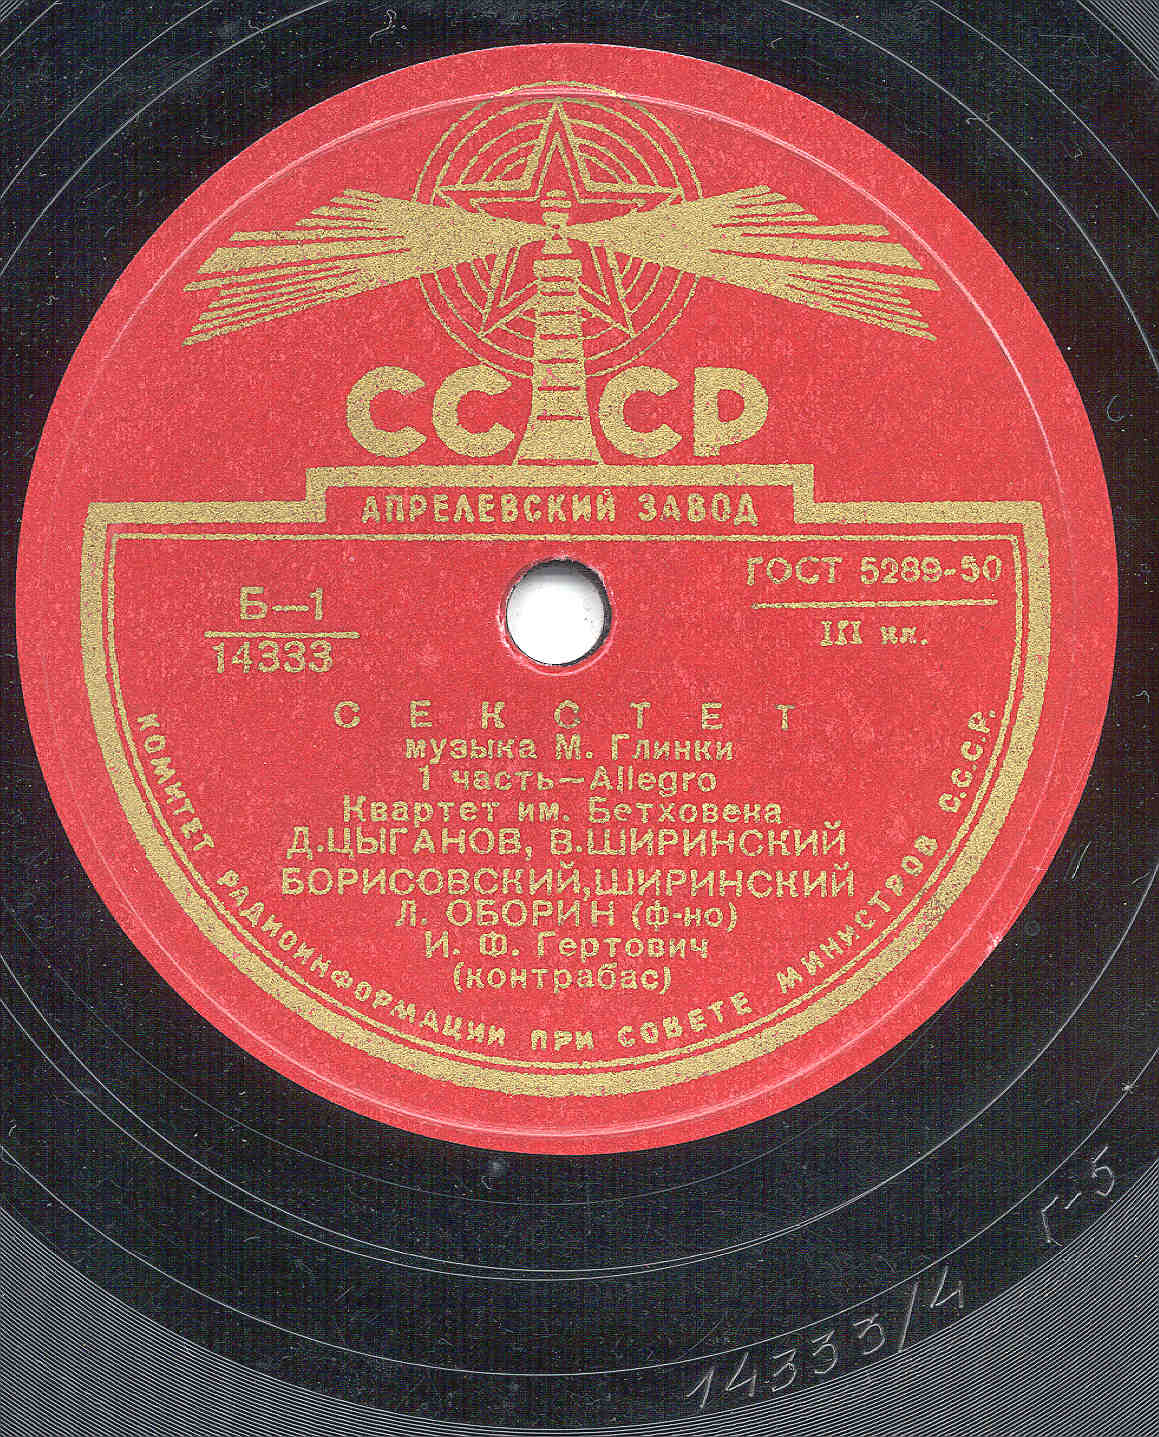 СССР
АПРЕЛЕВСКИЙ ЗАВОД
ГОСТ 5289-50
III кл.
Б—1
14333
СЕКСТЕТ
музыка М. Глинки
1 часть—Allegro
Квартет им. Бетховена
Д.ЦЫГАНОВ, В.ШИРИНСКИЙ
БОРИСОВСКИЙ,ШИРИНСКИЙ
Л. ОБОРИН (ф-но)
И. Ф. Гертович
(контрабас)
КОМИТЕТ РАДИОИНФОРМАЦИИ ПРИ СОВЕТЕ МИНИСТРОВ С.С.С.Р.
14333/4
Г-5